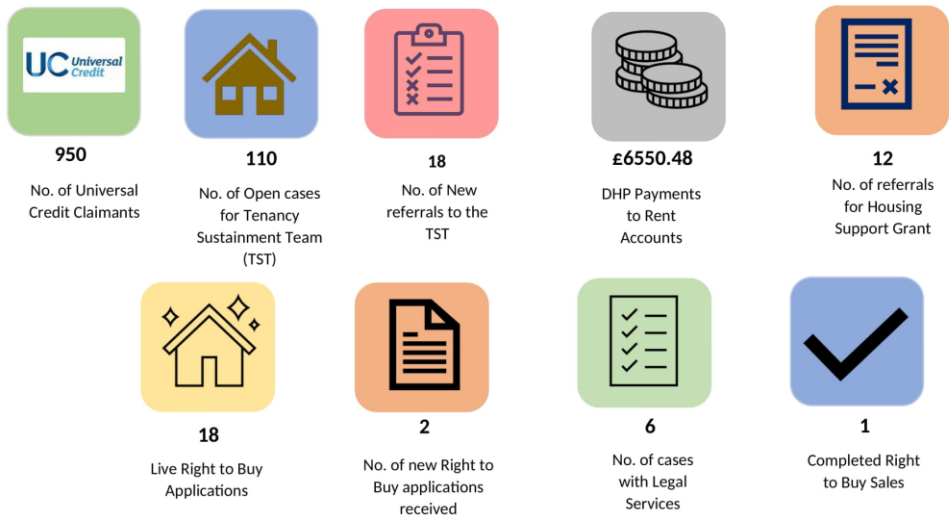 UC Universal
Credit
950
No. of Universal
Credit Claimants
110
No. of Open cases
for Tenancy
Sustainment Team
(TST)
18
No. of New
referrals to the
TST
£6550.48
DHP Payments
to Rent
Accounts
12
No. of referrals
for Housing
Support Grant
18
Live Right to Buy
Applications
2
No. of new Right to
Buy applications
received
6
No. of cases
with Legal
Services
1
Completed Right
to Buy Sales